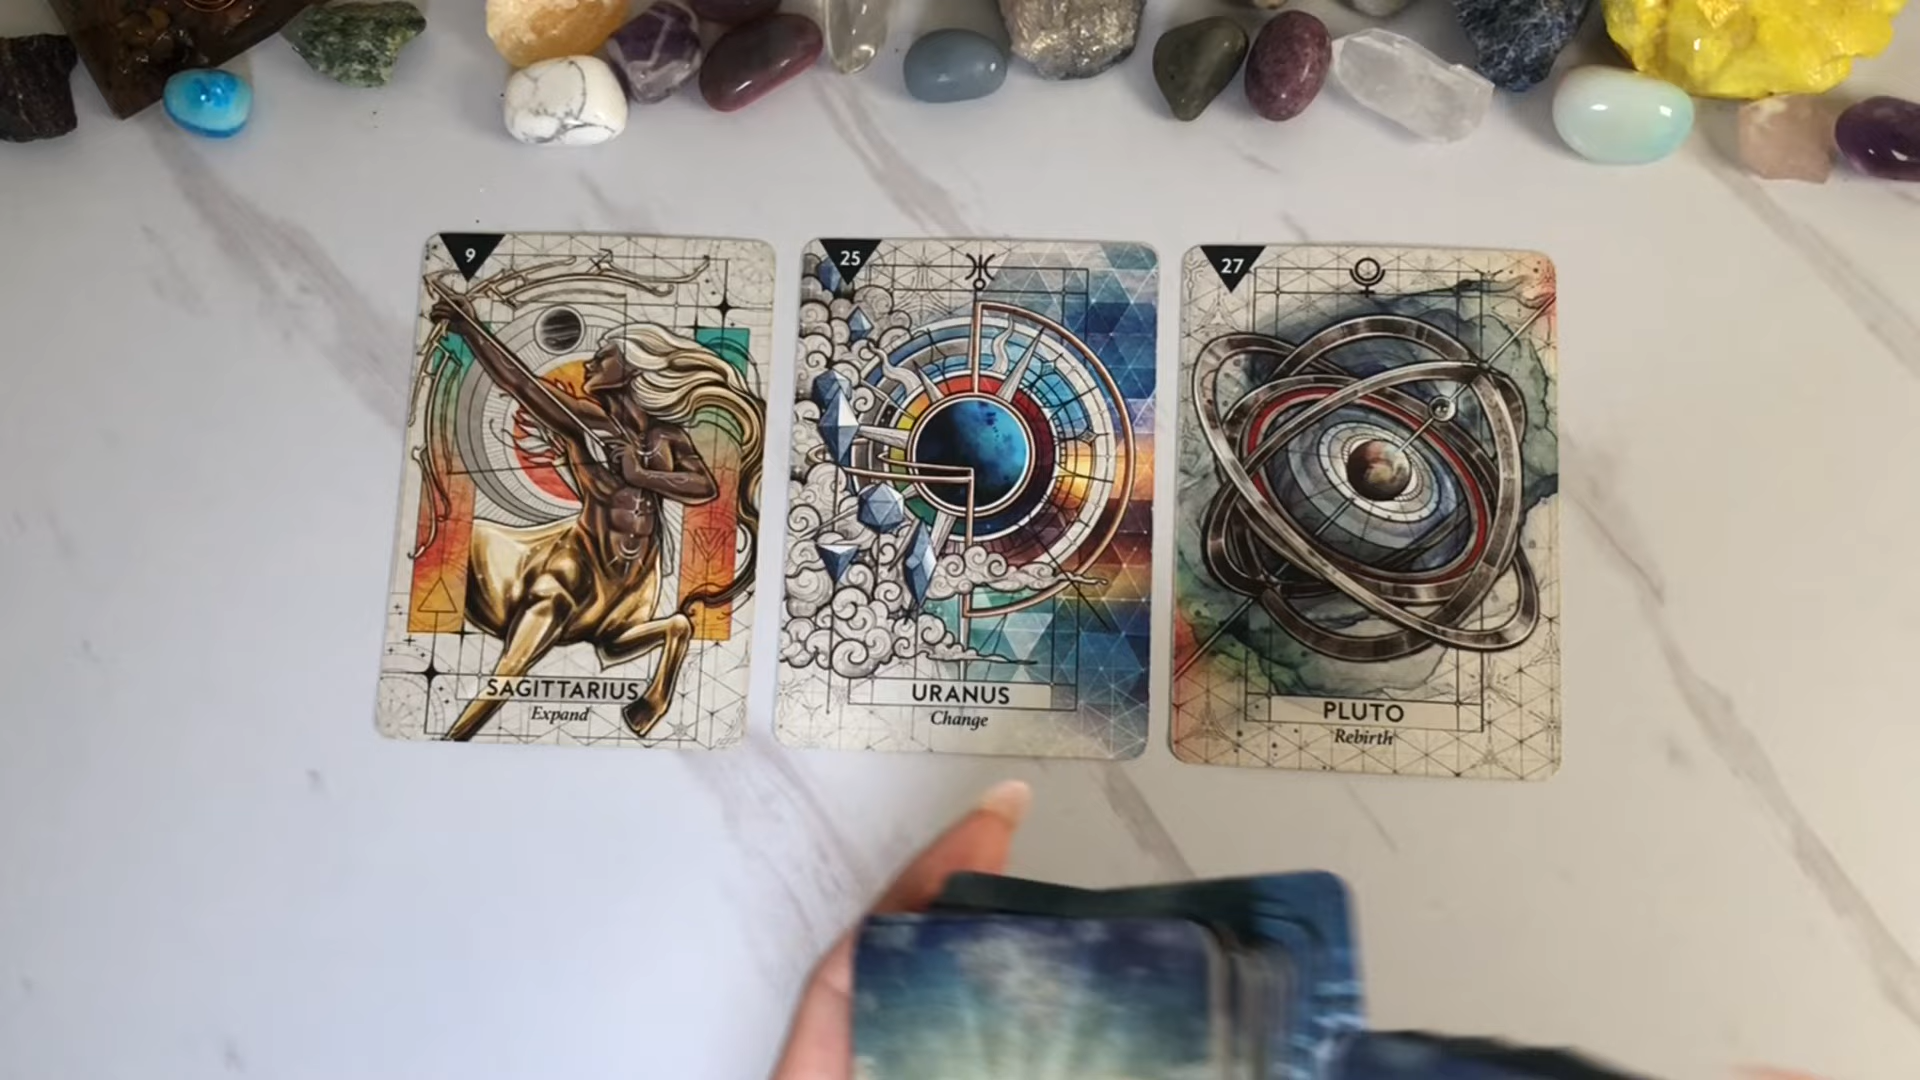 9
SAGITTARIUS
Expand
25
URANUS
Change
27
PLUTO
Rebirth